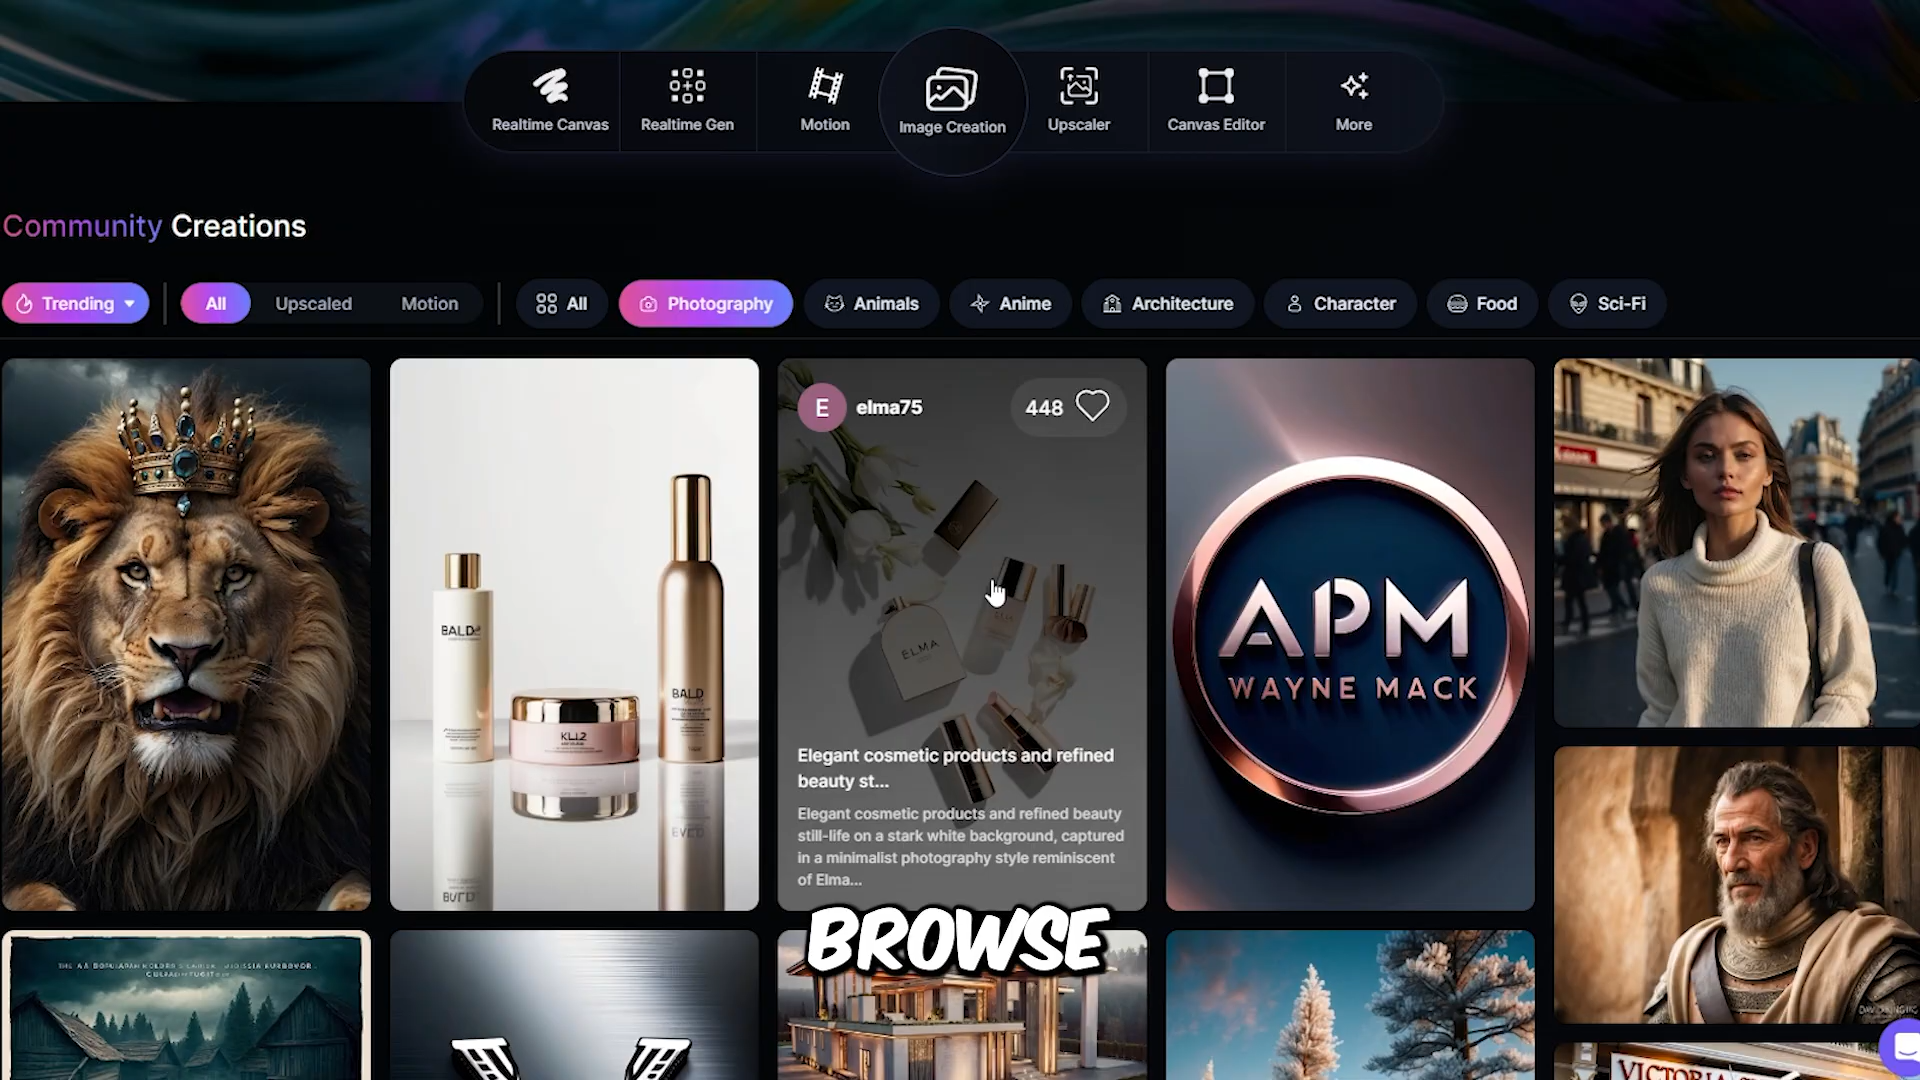 Realtime Canvas
Realtime Gen
Motion
Image Creation
Upscaler
Canvas Editor
More
Community Creations
Trending
All
Upscaled
Motion
All
Photography
Animals
Anime
Architecture
Character
Food
Sci-Fi
E
elma75
448
BALD
KLL2
BALD
ELMA
Elegant cosmetic products and refined
beauty st...
Elegant cosmetic products and refined beauty
still-life on a stark white background, captured
in a minimalist photography style reminiscent
of Elma...
APM
WAYNE MACK
BROWSE